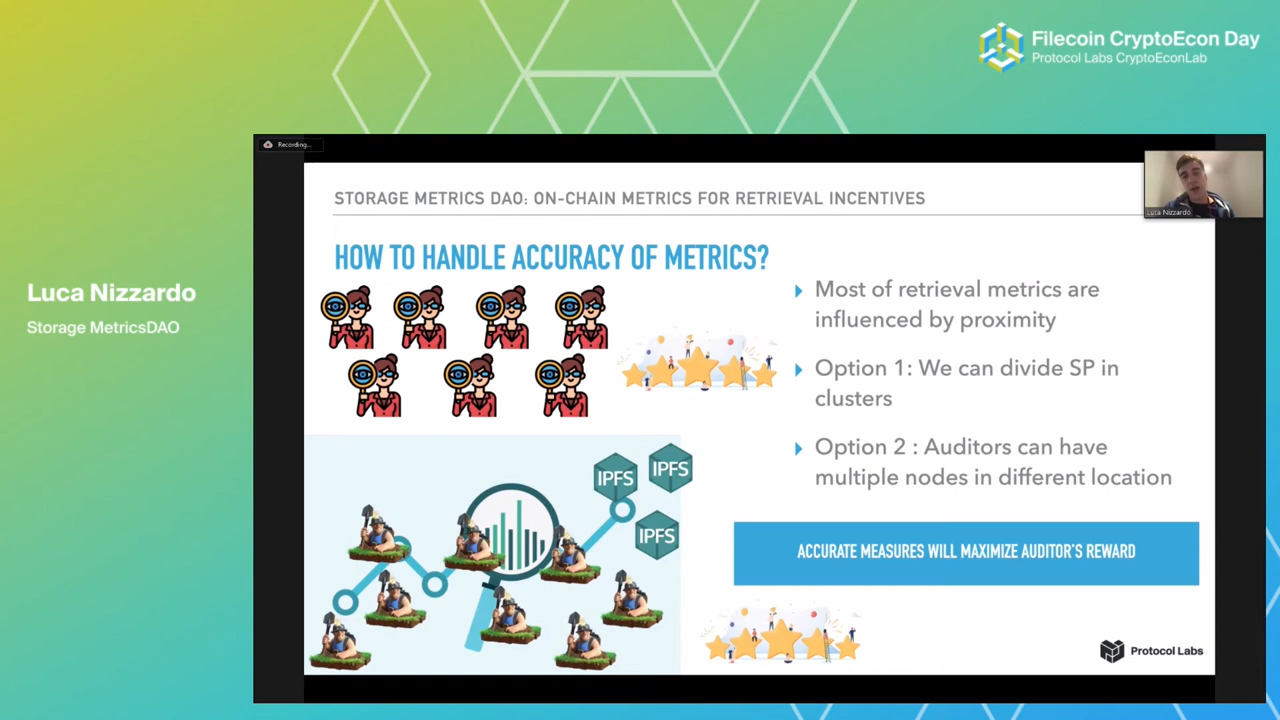 Filecoin CryptoEcon Day
Protocol Labs CryptoEconLab
Luca Nizzardo
Storage MetricsDAO
Recording...
Luca Nizzardo
STORAGE METRICS DAO: ON-CHAIN METRICS FOR RETRIEVAL INCENTIVES
HOW TO HANDLE ACCURACY OF METRICS?
Most of retrieval metrics are
influenced by proximity
Option 1: We can divide SP in
clusters
Option 2 : Auditors can have
multiple nodes in different location
IPFS
IPFS
IPFS
ACCURATE MEASURES WILL MAXIMIZE AUDITOR'S REWARD
Protocol Labs